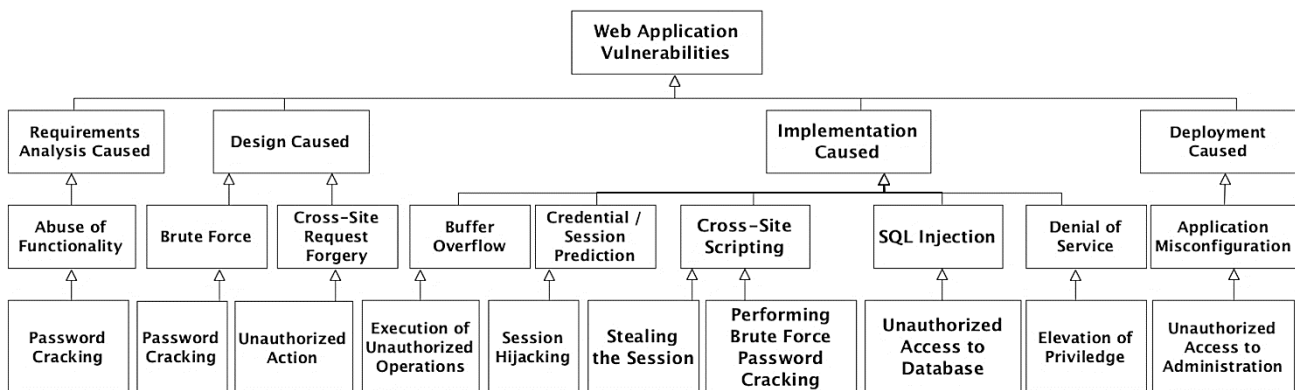 Web Application
Vulnerabilities
Requirements
Analysis Caused
Design Caused
Implementation
Caused
Deployment
Caused
Abuse of
Functionality
Brute Force
Cross-Site
Request
Forgery
Buffer
Overflow
Credential /
Session
Prediction
Cross-Site
Scripting
SQL Injection
Denial of
Service
Application
Misconfiguration
Password
Cracking
Password
Cracking
Unauthorized
Action
Execution of
Unauthorized
Operations
Session
Hijacking
Stealing
the Session
Performing
Brute Force
Password
Cracking
Unauthorized
Access to
Database
Elevation of
Priviledge
Unauthorized
Access to
Administration